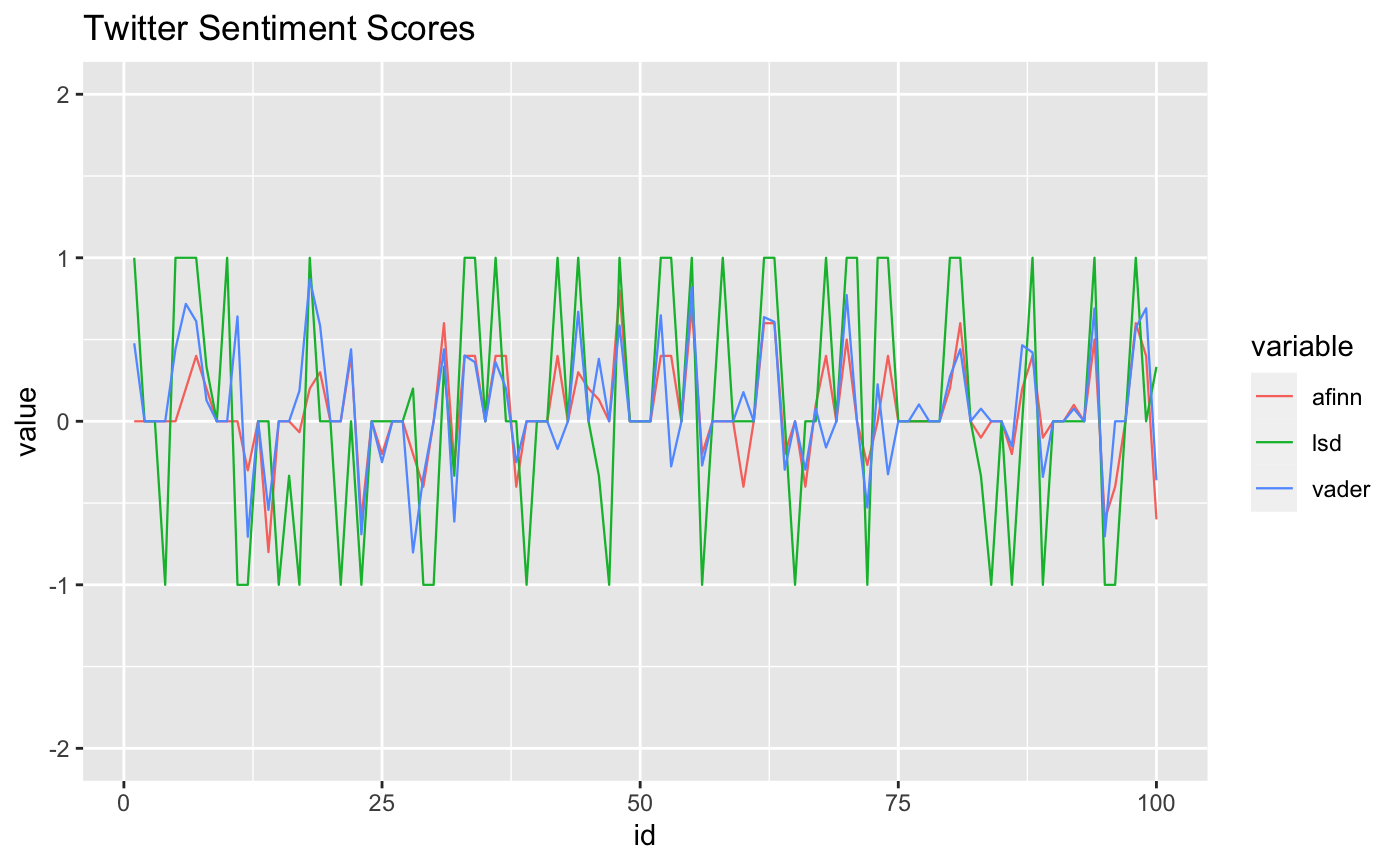 Twitter Sentiment Scores
2
1
0
-1
-2
value
0 25 50 75 100
id
variable
afinn
lsd
vader